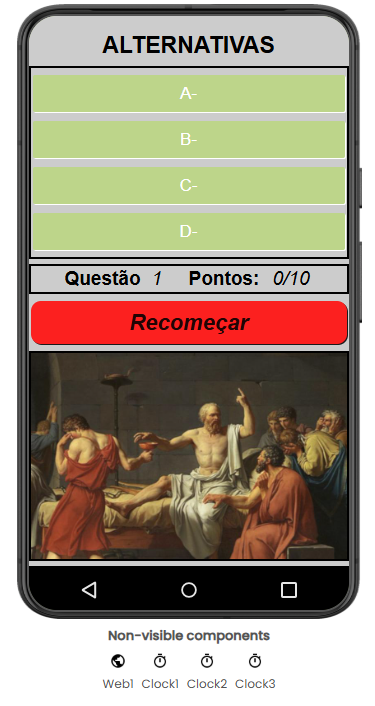 ALTERNATIVAS
A-
B-
C-
D-
Questão 1 Pontos: 0/10
Recomeçar
Non-visible components
Web1 Clock1 Clock2 Clock3